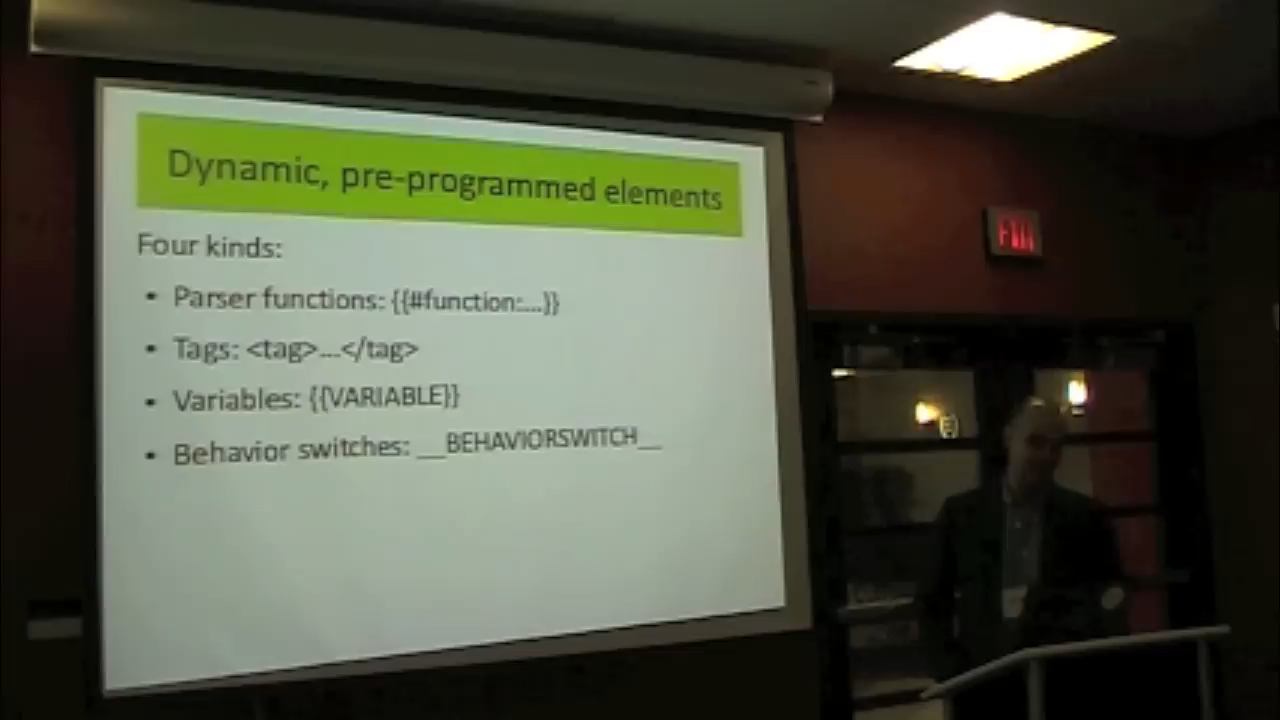 Dynamic, pre-programmed elements
Four kinds:
• Parser functions: {{#function:...}}
• Tags: <tag>...</tag>
• Variables: {{VARIABLE}}
• Behavior switches: __BEHAVIORSWITCH__
EXIT